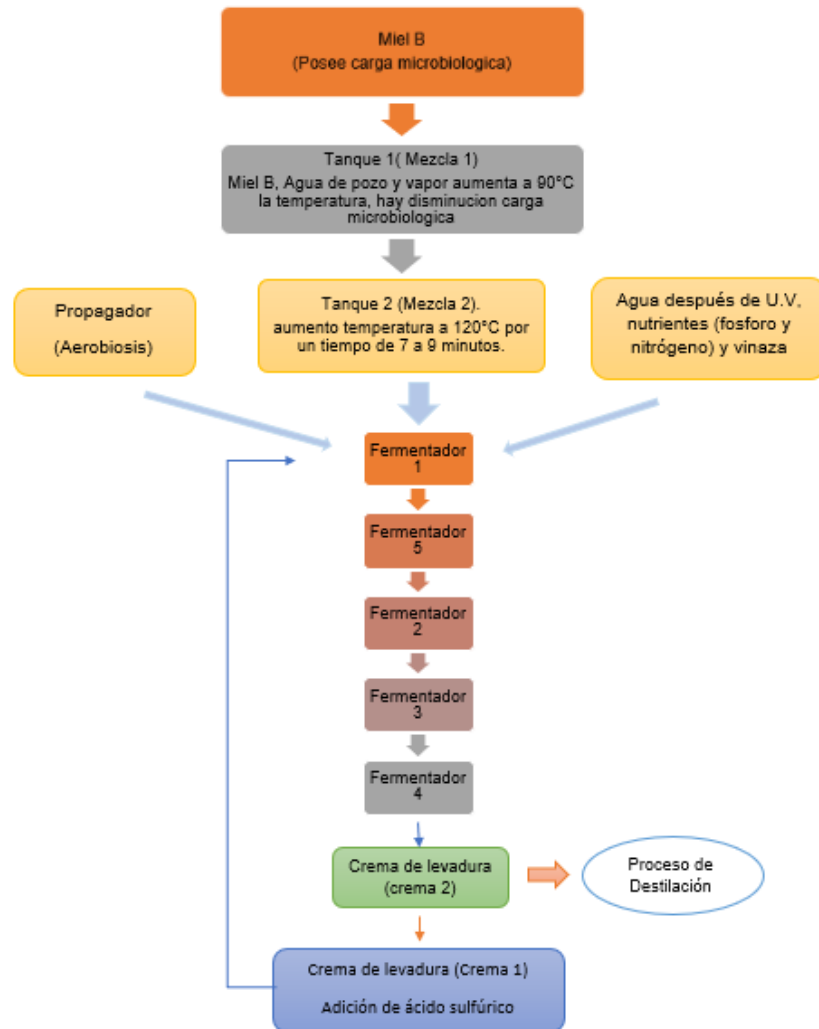 Miel B
(Posee carga microbiologica)
Tanque 1( Mezcla 1)
Miel B, Agua de pozo y vapor aumenta a 90°C
la temperatura, hay disminucion carga
microbiologica
Propagador
(Aerobiosis)
Tanque 2 (Mezcla 2).
aumento temperatura a 120°C por
un tiempo de 7 a 9 minutos.
Agua después de U.V,
nutrientes (fosforo y
nitrógeno) y vinaza
Fermentador
1
Fermentador
5
Fermentador
2
Fermentador
3
Fermentador
4
Crema de levadura
(crema 2)
Proceso de
Destilación
Crema de levadura (Crema 1)
Adición de ácido sulfúrico